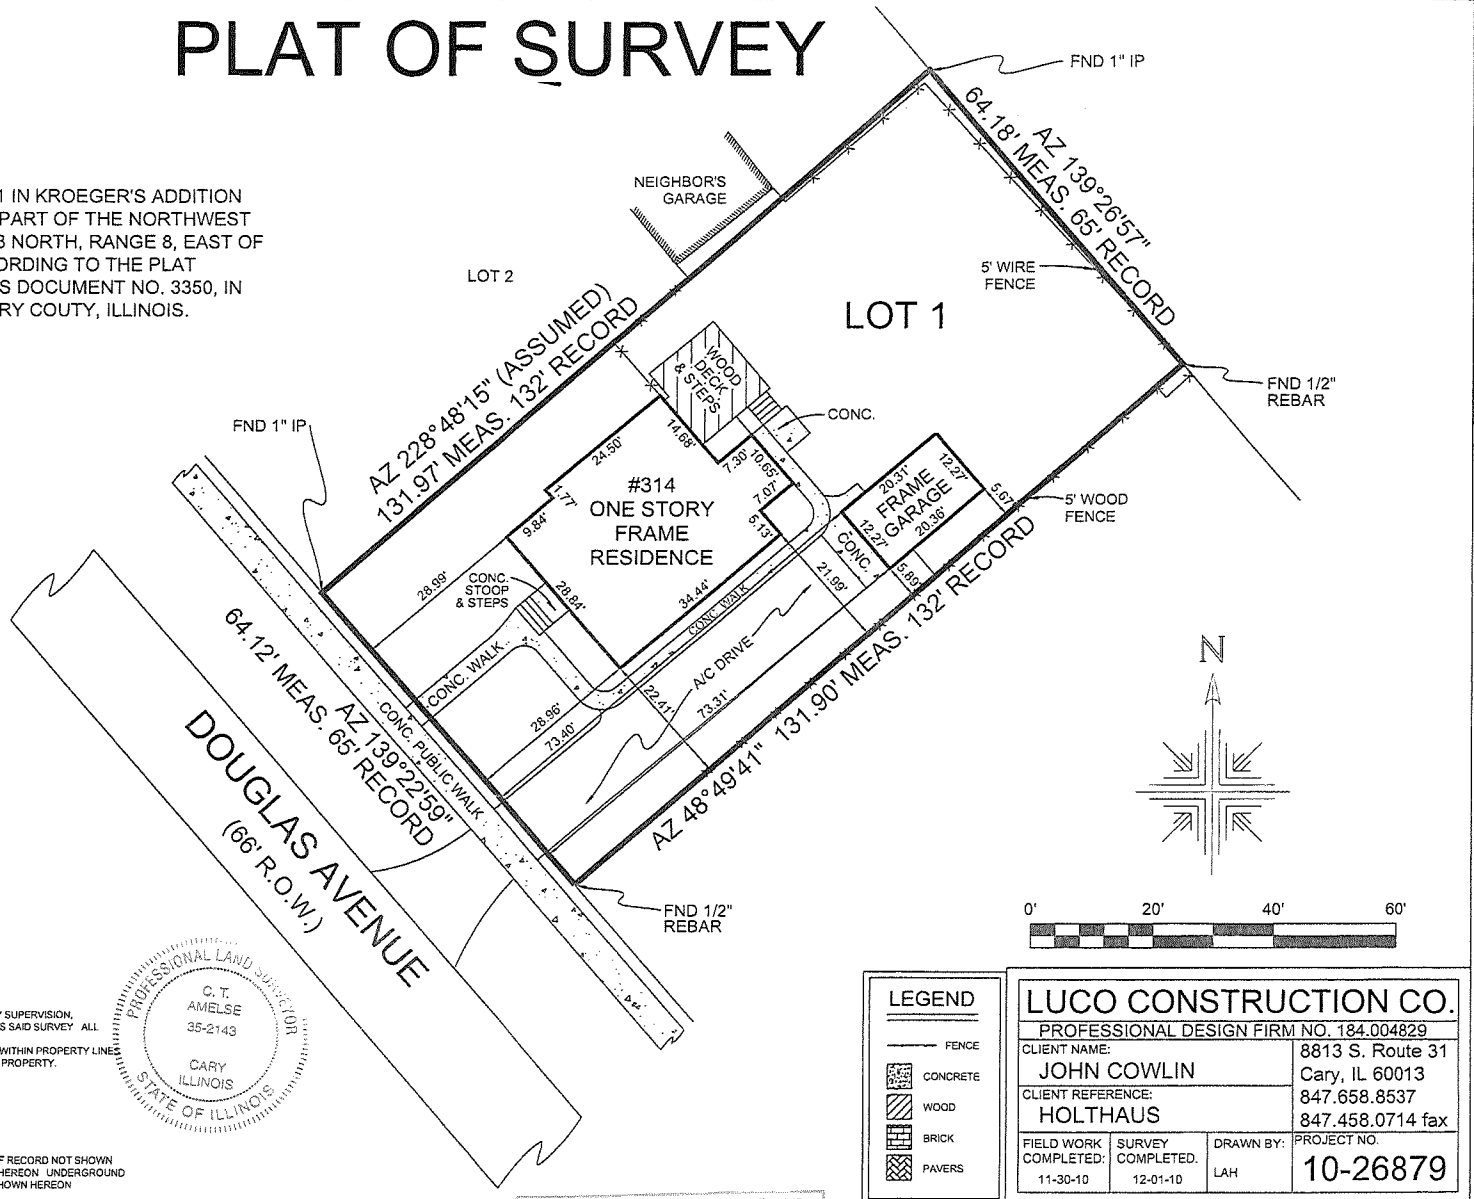 PLAT OF SURVEY
1 IN KROEGER'S ADDITION
PART OF THE NORTHWEST
3 NORTH, RANGE 8, EAST OF
ORDING TO THE PLAT
S DOCUMENT NO. 3350, IN
RY COUTY, ILLINOIS.
FND 1" IP
AZ 139°26'57"
64.18' MEAS. 65' RECORD
NEIGHBOR'S
GARAGE
LOT 2
LOT 1
5' WIRE
FENCE
AZ 228°48'15" (ASSUMED)
131.97' MEAS. 132' RECORD
FND 1/2"
REBAR
FND 1" IP
WOOD
DECK
& STEPS
CONC.
24.50'
14.68'
7.30'
10.65'
7.07'
5.13'
1.77'
9.84'
#314
ONE STORY
FRAME
RESIDENCE
20.31'
12.27'
FRAME
GARAGE
12.27'
20.36'
5.67'
5' WOOD
FENCE
CONC.
21.99'
5.89'
28.99'
CONC.
STOOP
& STEPS
28.84'
34.44'
CONC. WALK
CONC. WALK
A/C DRIVE
22.41'
73.31'
28.96'
73.40'
AZ 48°49'41" 131.90' MEAS. 132' RECORD
CONC. PUBLIC WALK
AZ 139°22'59"
64.12' MEAS. 65' RECORD
DOUGLAS AVENUE
(66' R.O.W.)
FND 1/2"
REBAR
N
0' 20' 40' 60'
PROFESSIONAL LAND SURVEYOR
C. T.
AMELSE
35-2143
CARY
ILLINOIS
STATE OF ILLINOIS
Y SUPERVISION,
S SAID SURVEY ALL
WITHIN PROPERTY LINES
PROPERTY.
F RECORD NOT SHOWN
HEREON UNDERGROUND
HOWN HEREON
LEGEND
FENCE
CONCRETE
WOOD
BRICK
PAVERS
LUCO CONSTRUCTION CO.
PROFESSIONAL DESIGN FIRM NO. 184.004829
CLIENT NAME:
JOHN COWLIN
CLIENT REFERENCE:
HOLTHAUS
8813 S. Route 31
Cary, IL 60013
847.658.8537
847.458.0714 fax
FIELD WORK
COMPLETED:
11-30-10
SURVEY
COMPLETED.
12-01-10
DRAWN BY:
LAH
PROJECT NO.
10-26879